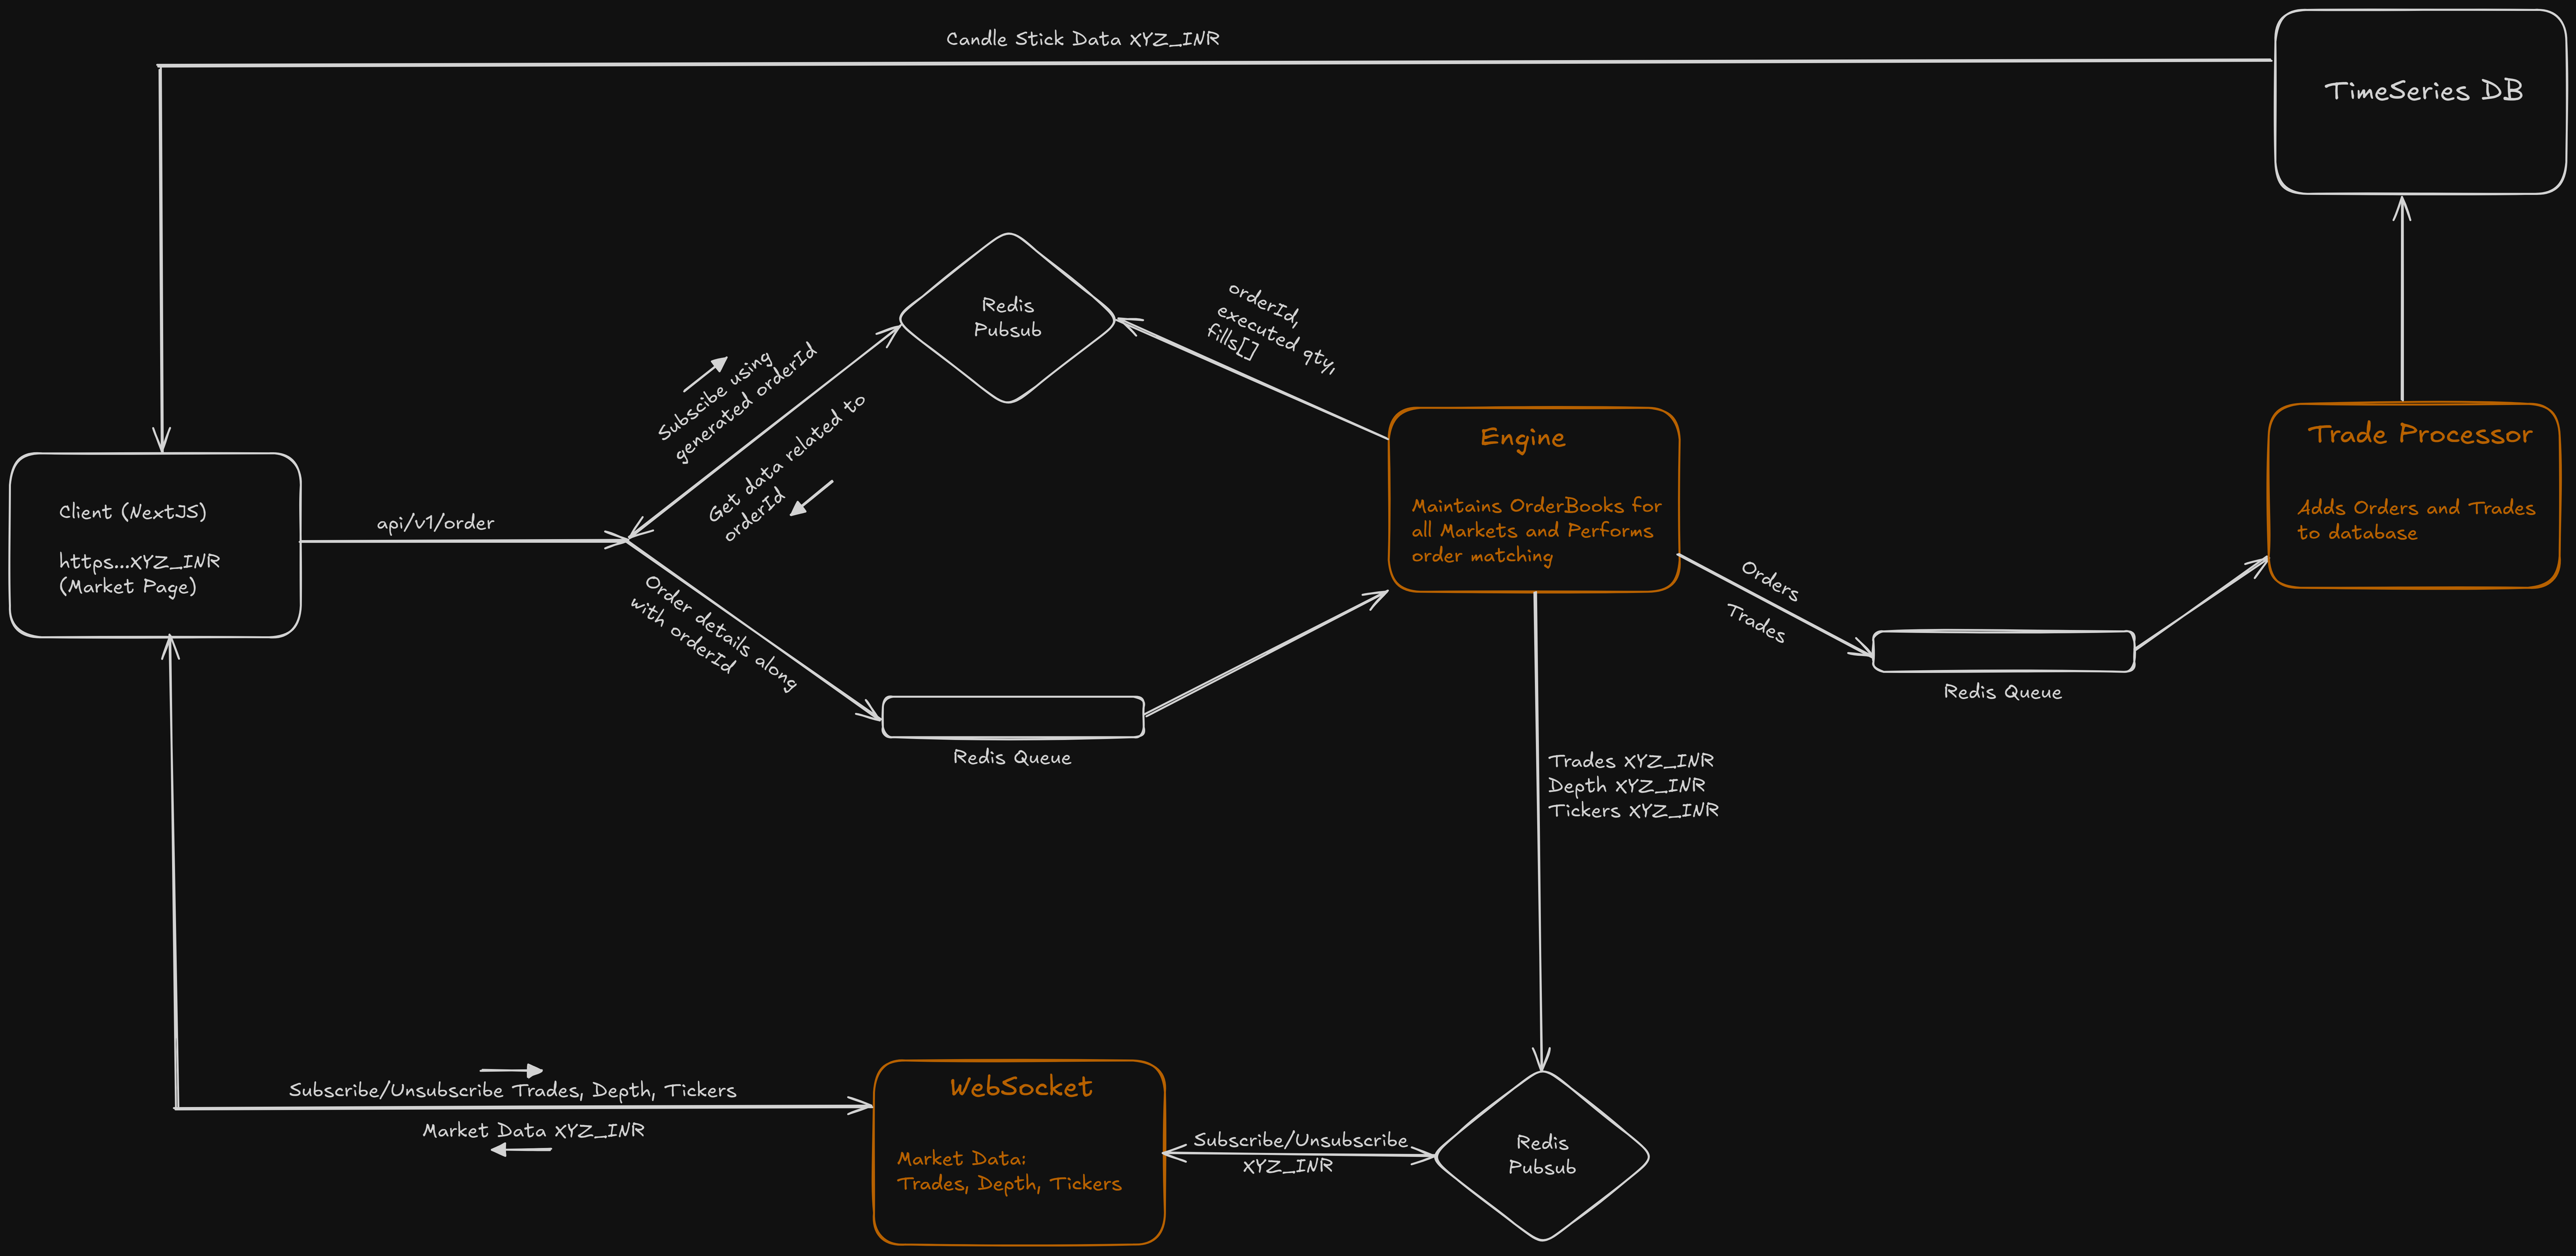 Candle Stick Data XYZ_INR
TimeSeries DB
Redis
Pubsub
orderId,
executed qty,
fills[]
Subscibe using
generated orderId
Get data related to
orderId
Engine
Maintains OrderBooks for
all Markets and Performs
order matching
Trade Processor
Adds Orders and Trades
to database
Client (NextJS)
https...XYZ_INR
(Market Page)
api/v1/order
Order details along
with orderId
Orders
Trades
Redis Queue
Redis Queue
Trades XYZ_INR
Depth XYZ_INR
Tickers XYZ_INR
Subscribe/Unsubscribe Trades, Depth, Tickers
Market Data XYZ_INR
WebSocket
Market Data:
Trades, Depth, Tickers
Subscribe/Unsubscribe
XYZ_INR
Redis
Pubsub